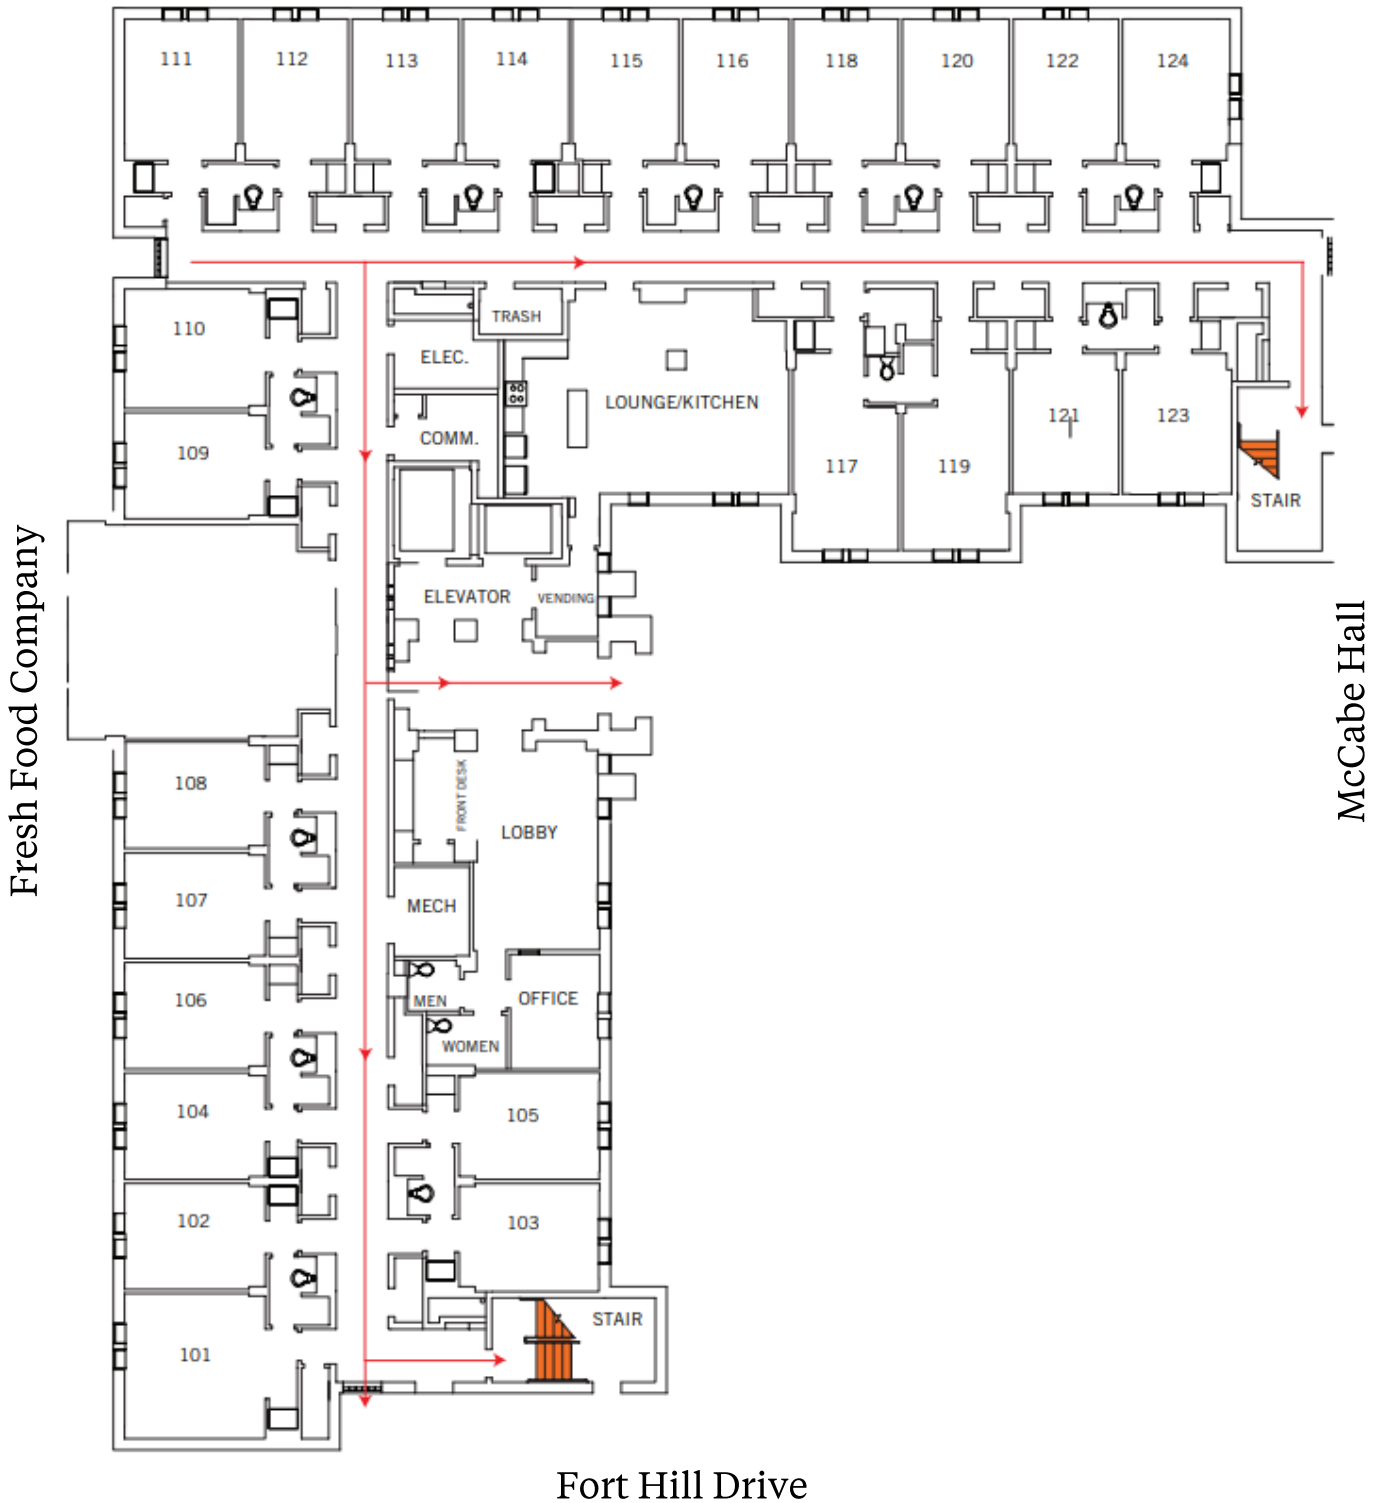 111 112 113 114 115 116 118 120 122 124
110 TRASH
ELEC.
LOUNGE/KITCHEN
121 123
109 COMM.
117 119
STAIR
Fresh Food Company
ELEVATOR VENDING
McCabe Hall
108
FRONT DESK
LOBBY
107 MECH
106 MEN OFFICE
WOMEN
104 105
102 103
STAIR
101
Fort Hill Drive